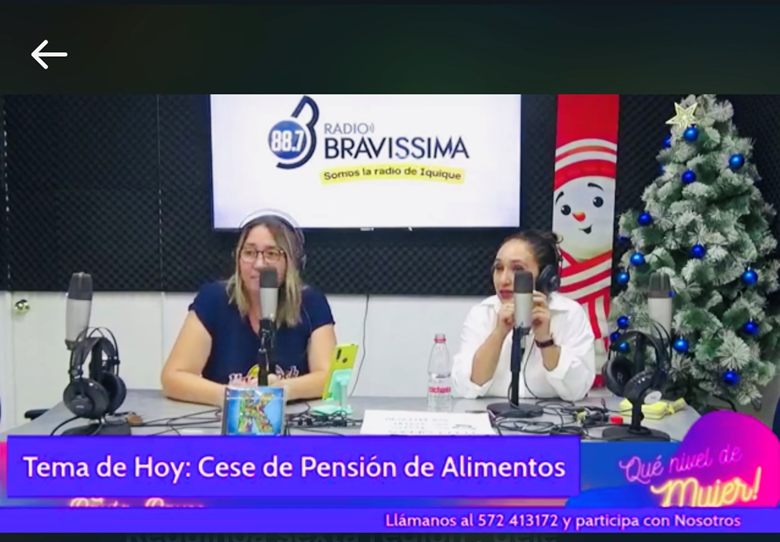 88.7
RADIO
BRAVISSIMA
Somos la radio de Iquique
Tema de Hoy: Cese de Pensión de Alimentos
Qué nivel de
Mujer!
Llámanos al 572 413172 y participa con Nosotros